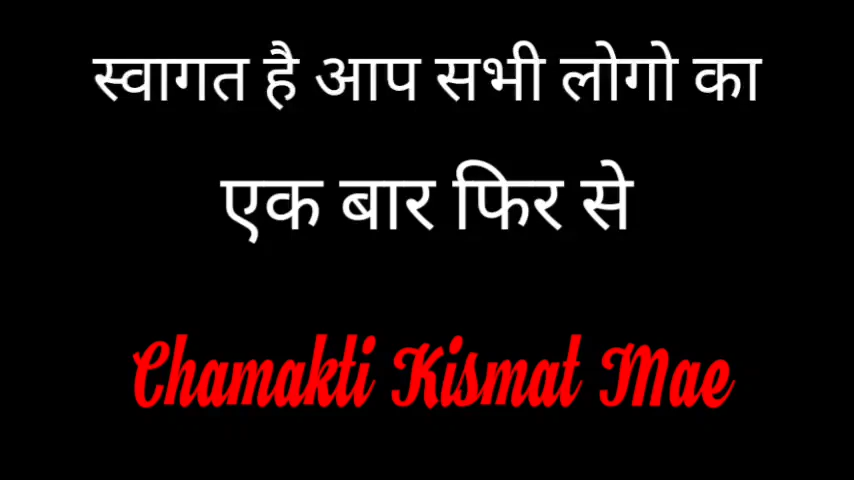 स्वागत है आप सभी लोगो का
एक बार फिर से
Chamakti Kismat Mae